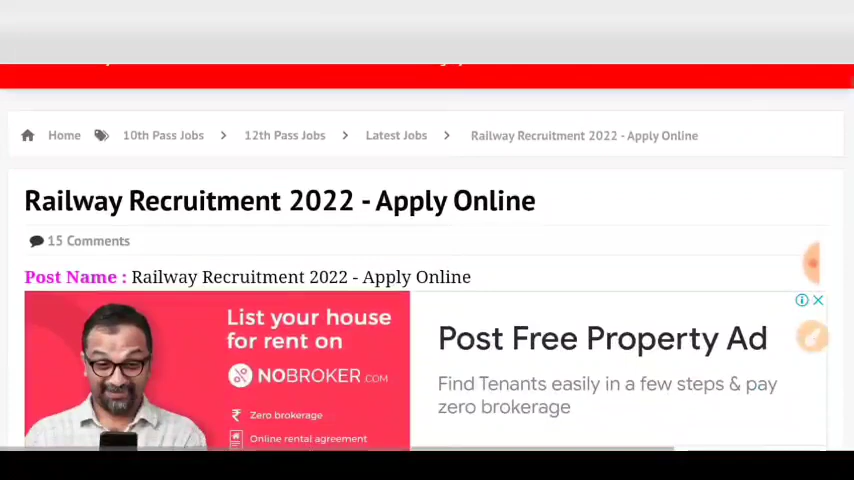 Home 10th Pass Jobs > 12th Pass Jobs > Latest Jobs > Railway Recruitment 2022 - Apply Online
Railway Recruitment 2022 - Apply Online
15 Comments
Post Name : Railway Recruitment 2022 - Apply Online
List your house
for rent on
NOBROKER.COM
₹ Zero brokerage
Online rental agreement
Post Free Property Ad
Find Tenants easily in a few steps & pay
zero brokerage